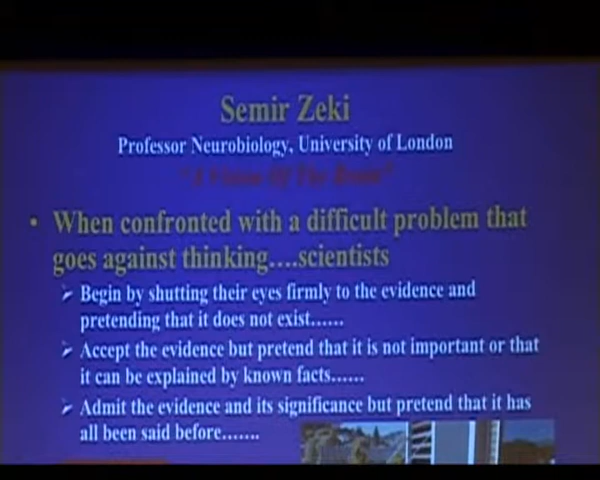 Semir Zeki
Professor Neurobiology, University of London
"A Vision Of The Brain"
• When confronted with a difficult problem that
goes against thinking....scientists
➢ Begin by shutting their eyes firmly to the evidence and
pretending that it does not exist......
➢ Accept the evidence but pretend that it is not important or that
it can be explained by known facts......
➢ Admit the evidence and its significance but pretend that it has
all been said before.......